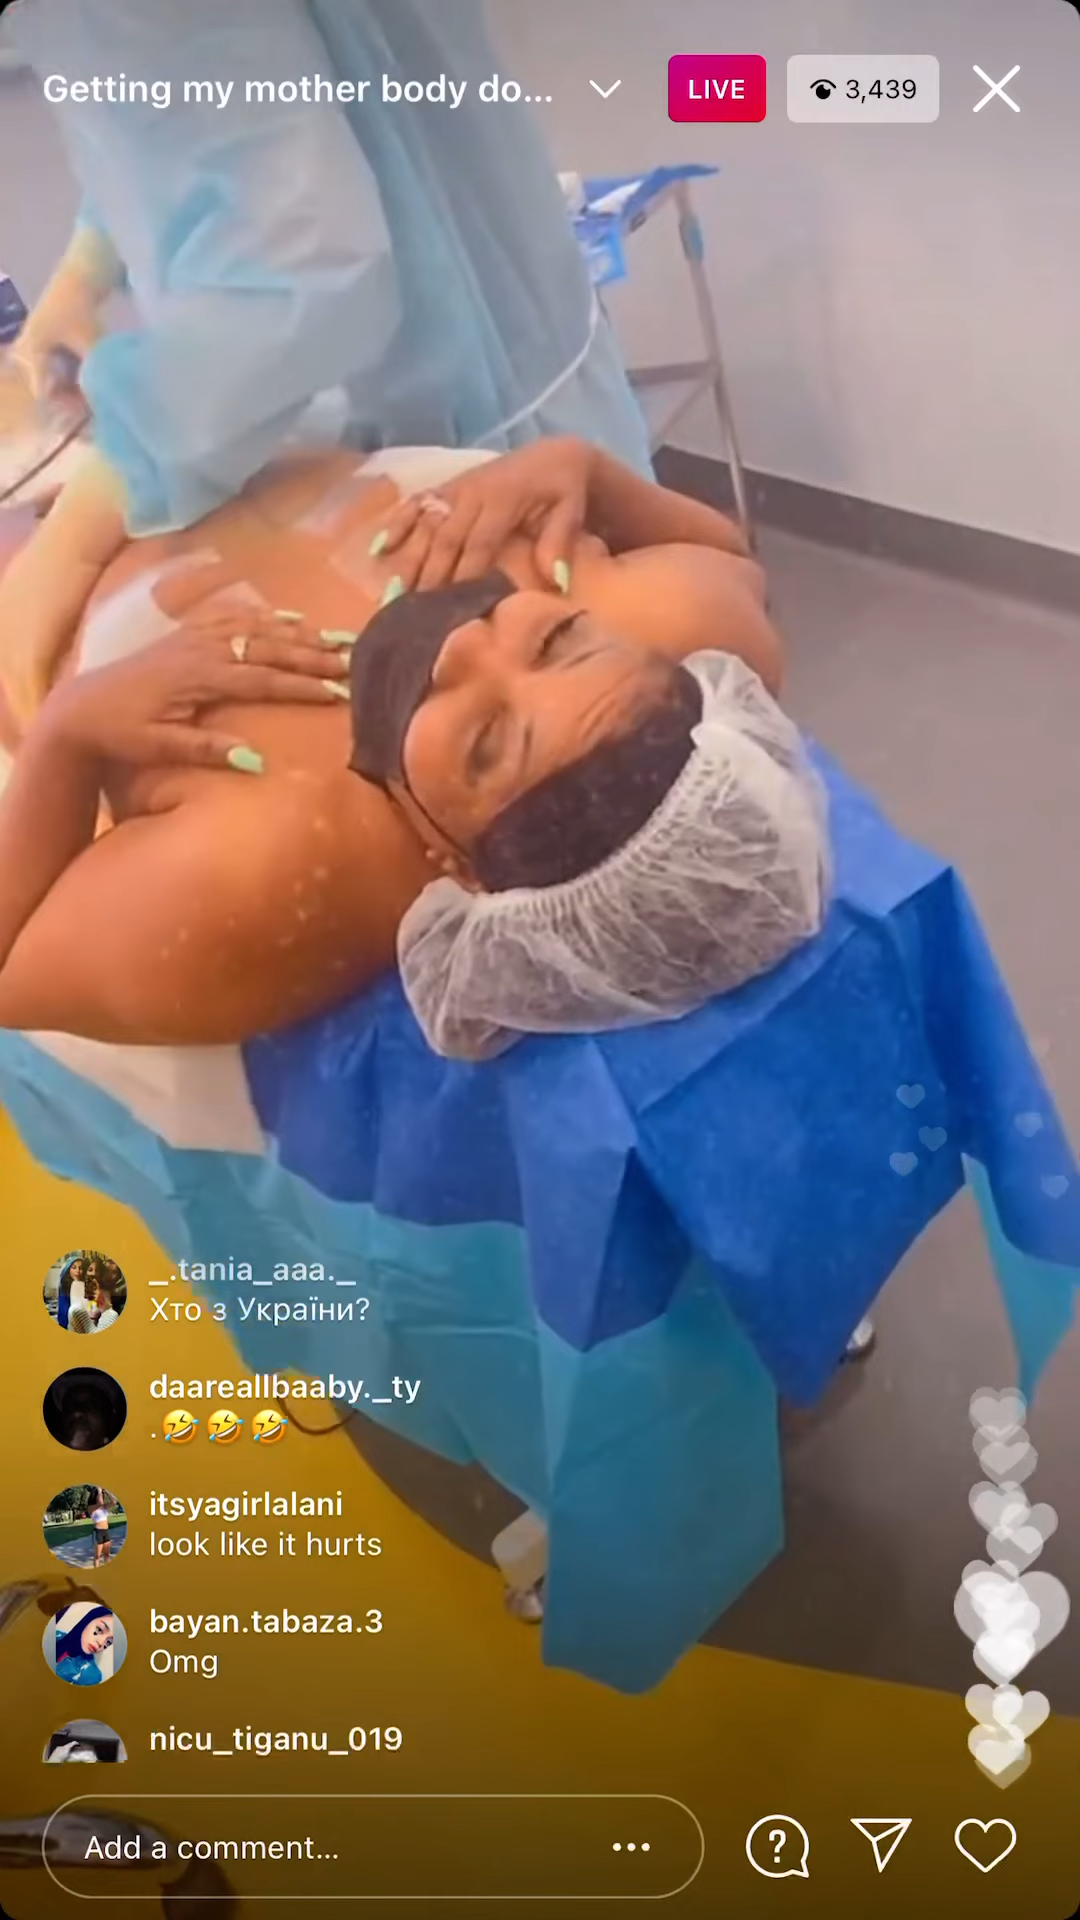 Getting my mother body do...
LIVE
3,439
_.tania_aaa._
Хто з України?
daareallbaaby._ty
.🤣🤣🤣
itsyagirlalani
look like it hurts
bayan.tabaza.3
Omg
nicu_tiganu_019
Add a comment...